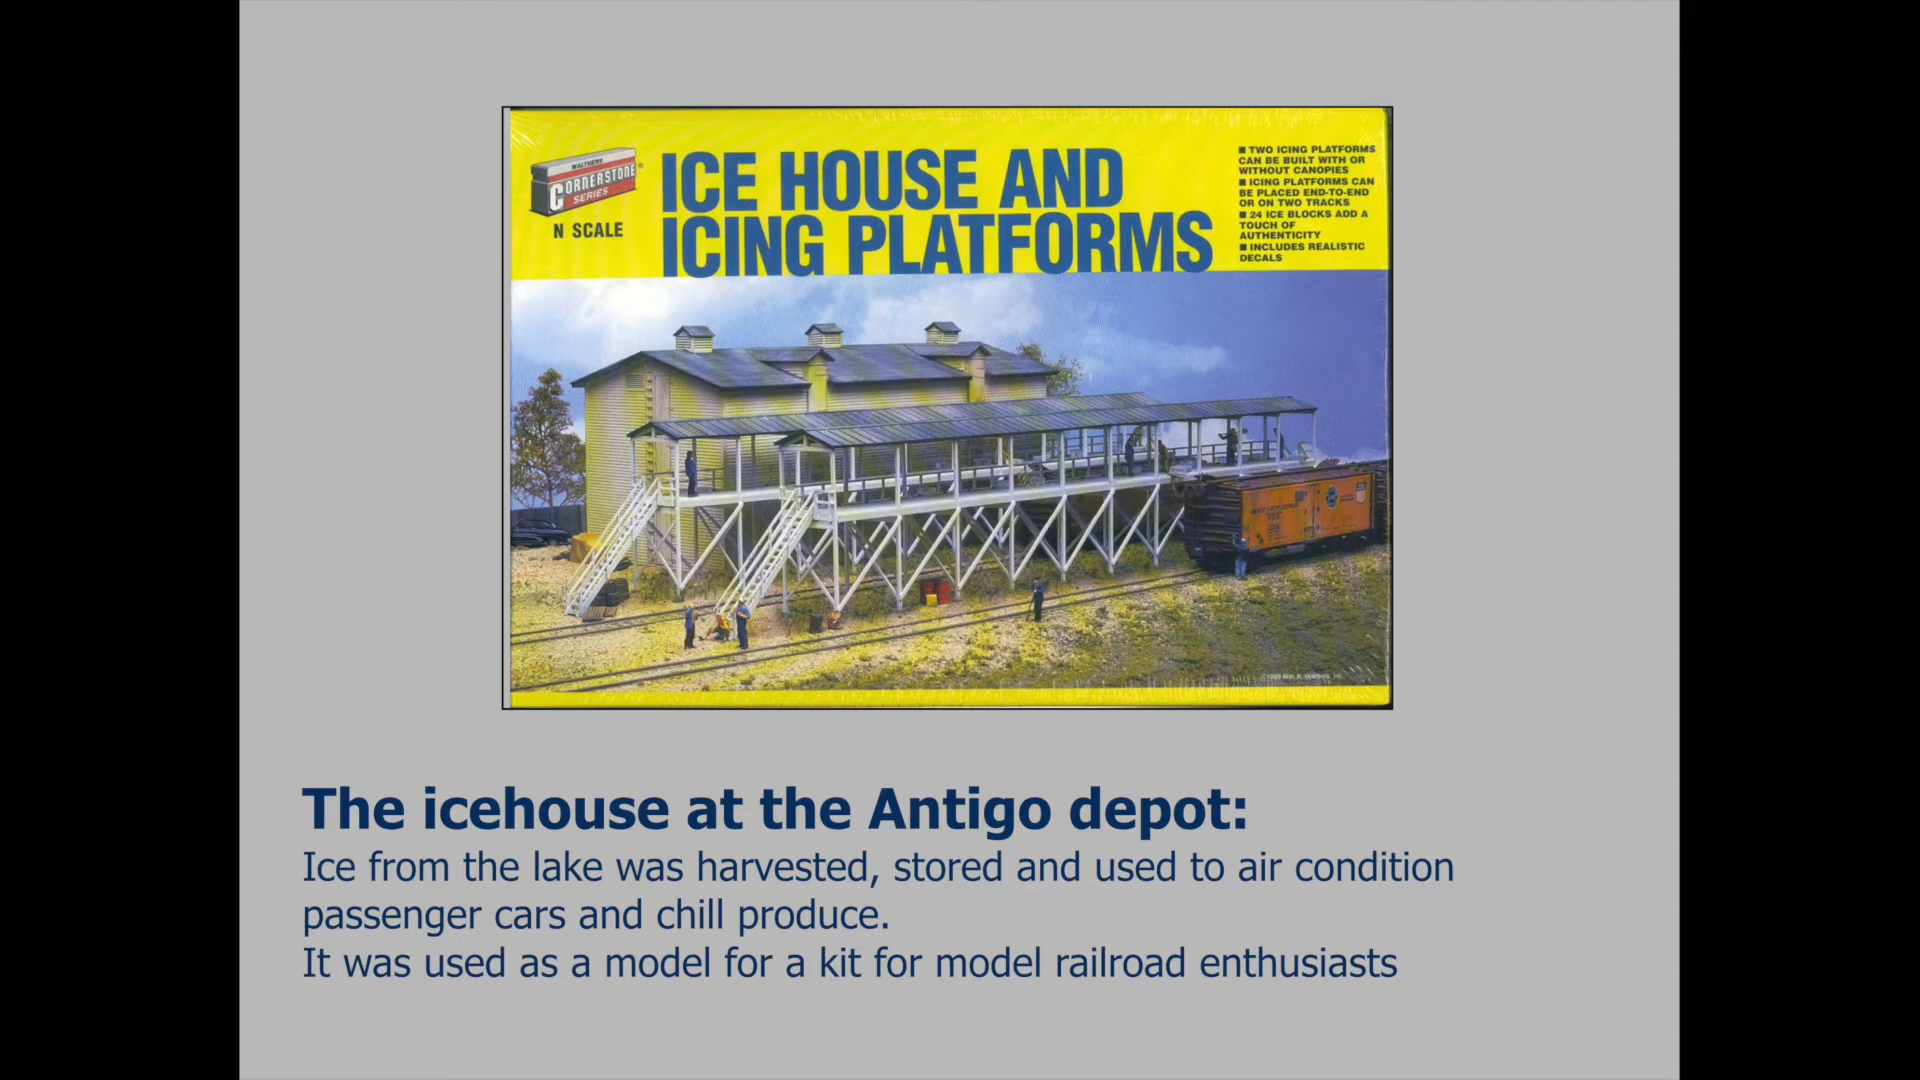 WALTHERS
CORNERSTONE
SERIES
N SCALE
ICE HOUSE AND
ICING PLATFORMS
■ TWO ICING PLATFORMS
CAN BE BUILT WITH OR
WITHOUT CANOPIES
■ ICING PLATFORMS CAN
BE PLACED END-TO-END
OR ON TWO TRACKS
■ 24 ICE BLOCKS ADD A
TOUCH OF
AUTHENTICITY
■ INCLUDES REALISTIC
DECALS
The icehouse at the Antigo depot:
Ice from the lake was harvested, stored and used to air condition
passenger cars and chill produce.
It was used as a model for a kit for model railroad enthusiasts